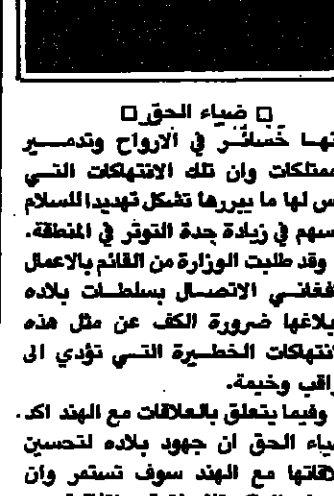 □ ضياء الحق □
تها خسائر في الارواح وتدمير
ممتلكات وان تلك الانتهاكات التي
س لها ما يبررها تشكل تهديدا للسلام
سهم في زيادة حدة التوتر في المنطقة.
وقد طلبت الوزارة من القائم بالاعمال
فغاني الاتصال بسلطات بلاده
بلاغها ضرورة الكف عن مثل هذه
انتهاكات الخطيرة التي تؤدي الى
اقب وخيمة.
وفيما يتعلق بالعلاقات مع الهند اكد
ياء الحق ان جهود بلاده لتحسين
لاقاتها مع الهند سوف تستمر وان